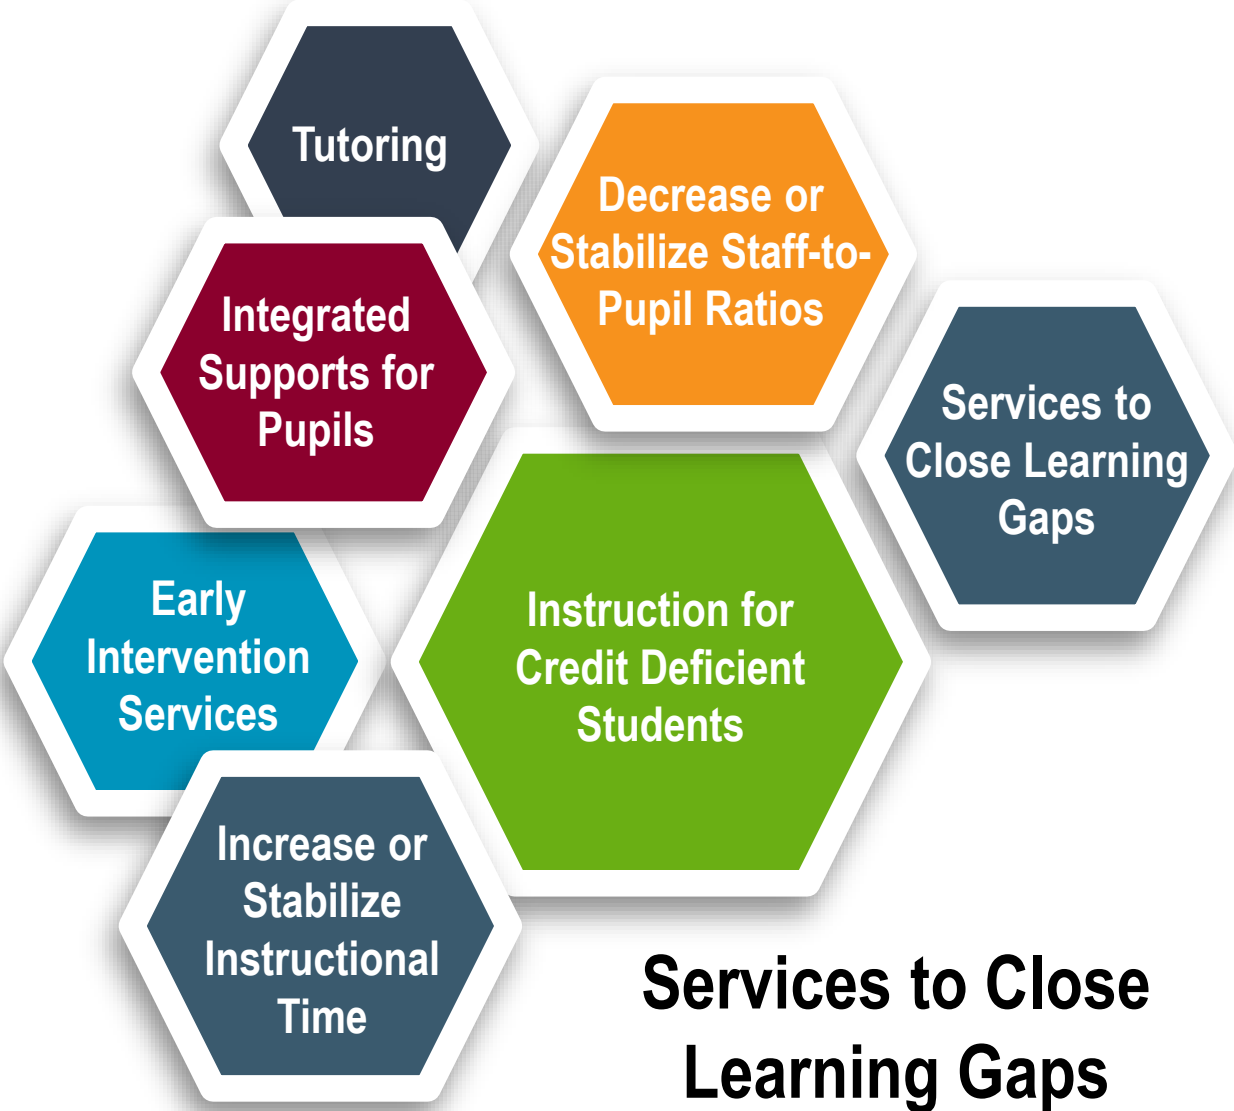 Tutoring
Decrease or
Stabilize Staff-to-
Pupil Ratios
Integrated
Supports for
Pupils
Services to
Close Learning
Gaps
Early
Intervention
Services
Instruction for
Credit Deficient
Students
Increase or
Stabilize
Instructional
Time
Services to Close
Learning Gaps